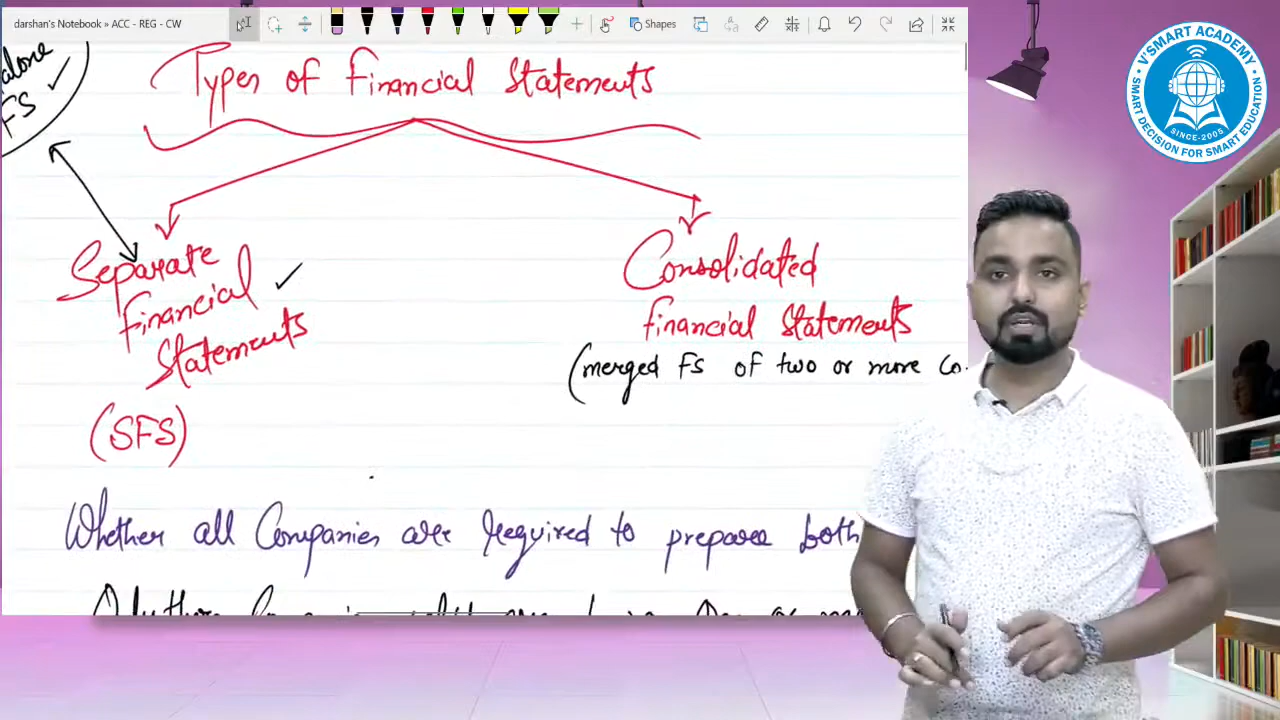 darshan's Notebook » ACC - REG - CW
Shapes
Types of Financial Statements
FS
Separate
Financial
Statements
(SFS)
Consolidated
financial Statements
(merged FS of two or more co.
Whether all Companies are required to prepare both
V'SMART ACADEMY
SINCE-2005
SMART DECISION FOR SMART EDUCATION